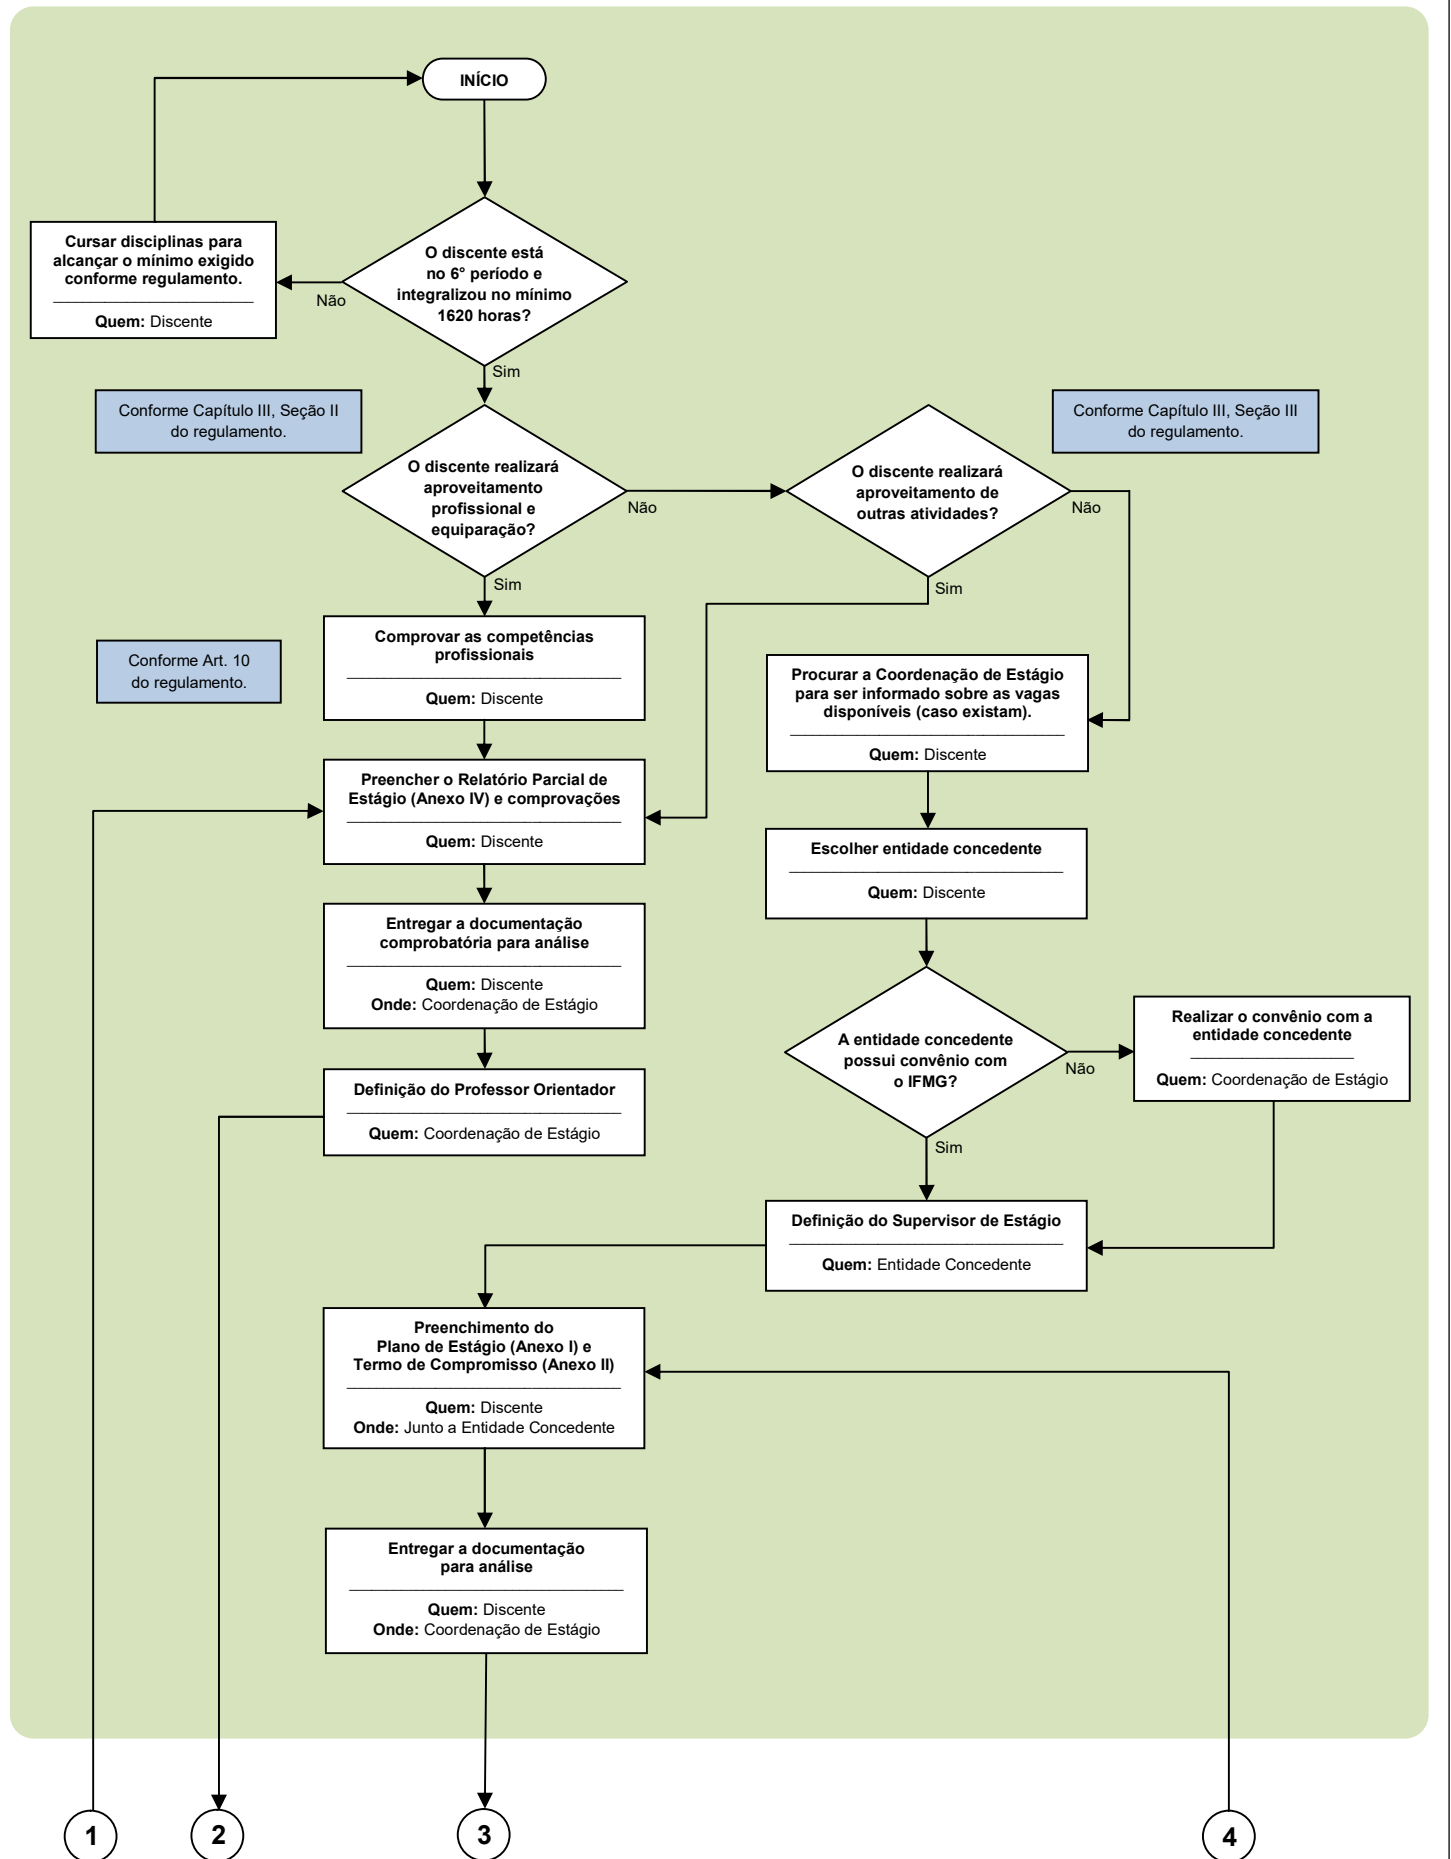 INÍCIO
Cursar disciplinas para
alcançar o mínimo exigido
conforme regulamento.
Quem: Discente
Não
O discente está
no 6° período e
integralizou no mínimo
1620 horas?
Sim
Conforme Capítulo III, Seção II
do regulamento.
O discente realizará
aproveitamento
profissional e
equiparação?
Não
O discente realizará
aproveitamento de
outras atividades?
Não
Conforme Capítulo III, Seção III
do regulamento.
Sim
Sim
Conforme Art. 10
do regulamento.
Comprovar as competências
profissionais
Quem: Discente
Procurar a Coordenação de Estágio
para ser informado sobre as vagas
disponíveis (caso existam).
Quem: Discente
Preencher o Relatório Parcial de
Estágio (Anexo IV) e comprovações
Quem: Discente
Escolher entidade concedente
Quem: Discente
Entregar a documentação
comprobatória para análise
Quem: Discente
Onde: Coordenação de Estágio
A entidade concedente
possui convênio com
o IFMG?
Não
Realizar o convênio com a
entidade concedente
Quem: Coordenação de Estágio
Sim
Definição do Professor Orientador
Quem: Coordenação de Estágio
Definição do Supervisor de Estágio
Quem: Entidade Concedente
Preenchimento do
Plano de Estágio (Anexo I) e
Termo de Compromisso (Anexo II)
Quem: Discente
Onde: Junto a Entidade Concedente
Entregar a documentação
para análise
Quem: Discente
Onde: Coordenação de Estágio
1
2
3
4